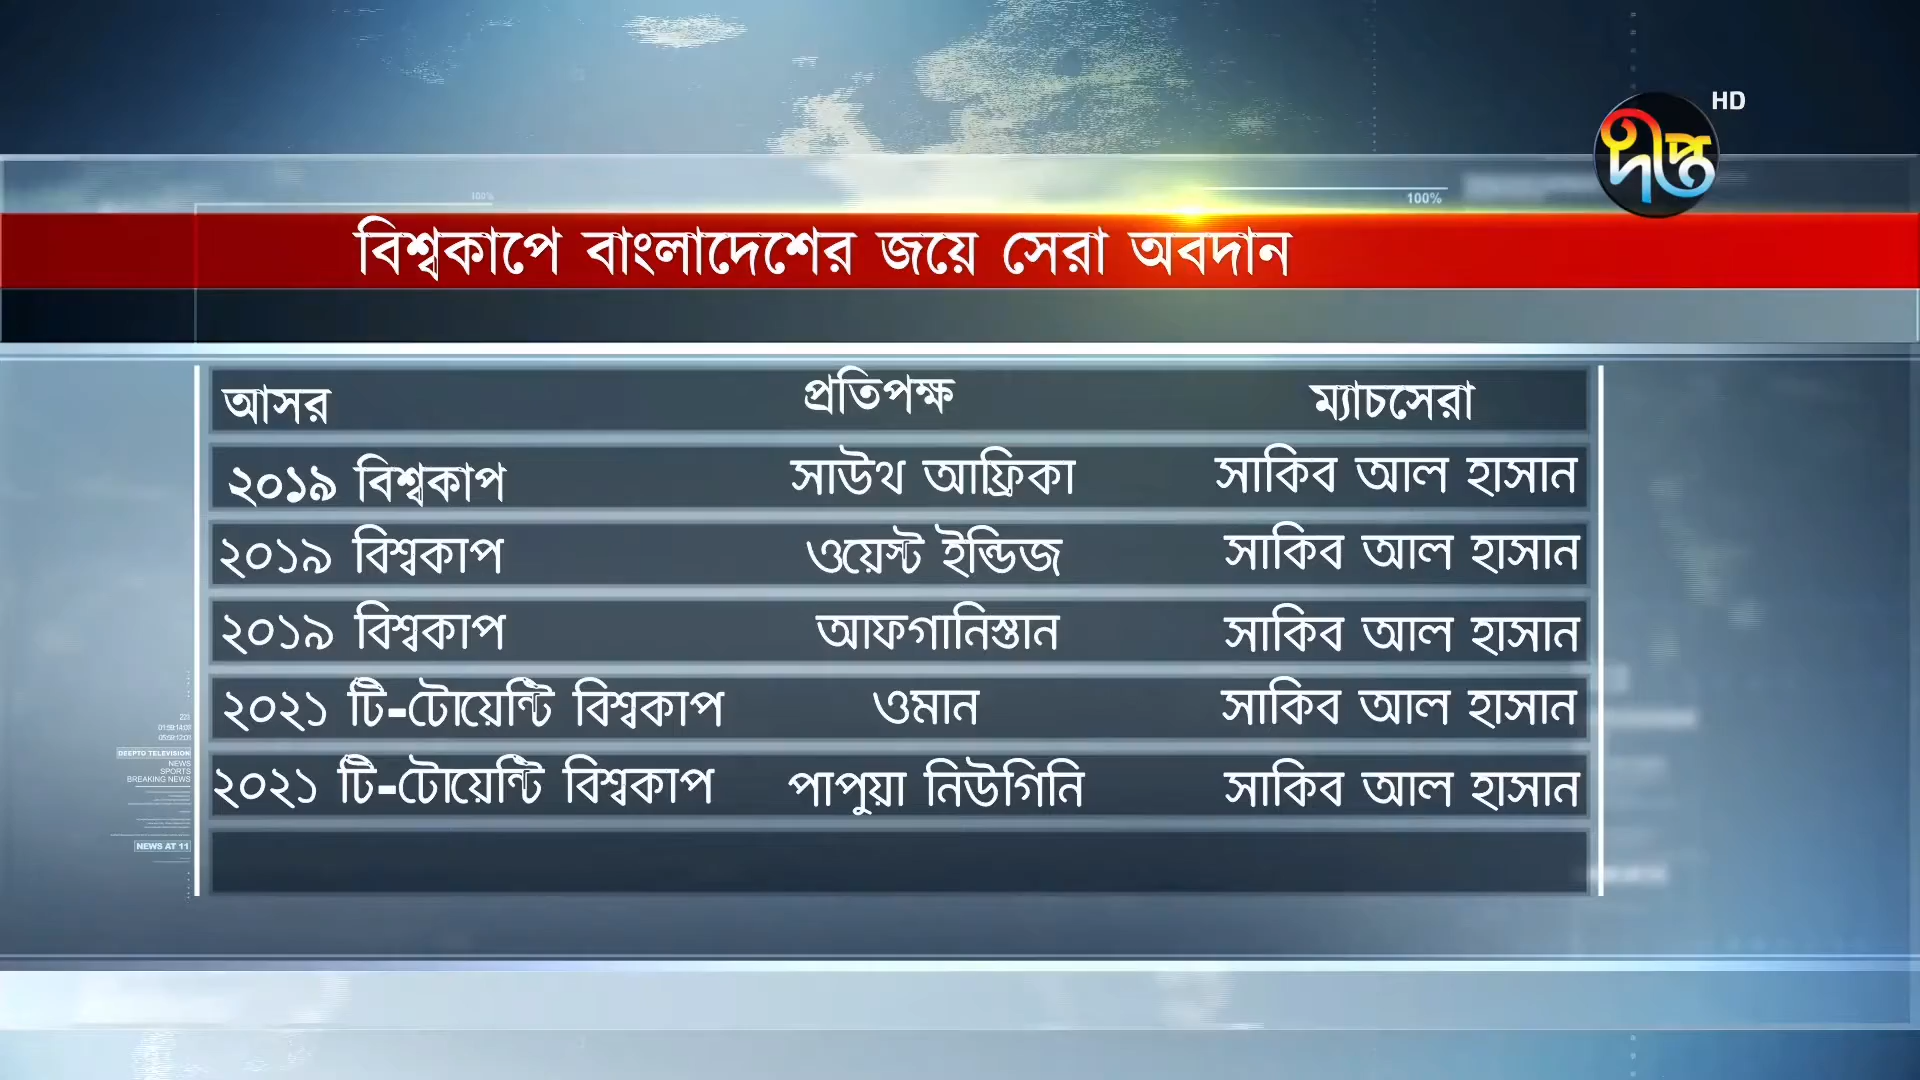 HD
দীপ্ত
100%
100%
বিশ্বকাপে বাংলাদেশের জয়ে সেরা অবদান
আসর প্রতিপক্ষ ম্যাচসেরা
২০১৯ বিশ্বকাপ সাউথ আফ্রিকা সাকিব আল হাসান
২০১৯ বিশ্বকাপ ওয়েস্ট ইন্ডিজ সাকিব আল হাসান
২০১৯ বিশ্বকাপ আফগানিস্তান সাকিব আল হাসান
২০২১ টি-টোয়েন্টি বিশ্বকাপ ওমান সাকিব আল হাসান
২০২১ টি-টোয়েন্টি বিশ্বকাপ পাপুয়া নিউগিনি সাকিব আল হাসান
DEEPTO TELEVISION
NEWS
SPORTS
BREAKING NEWS
NEWS AT 11